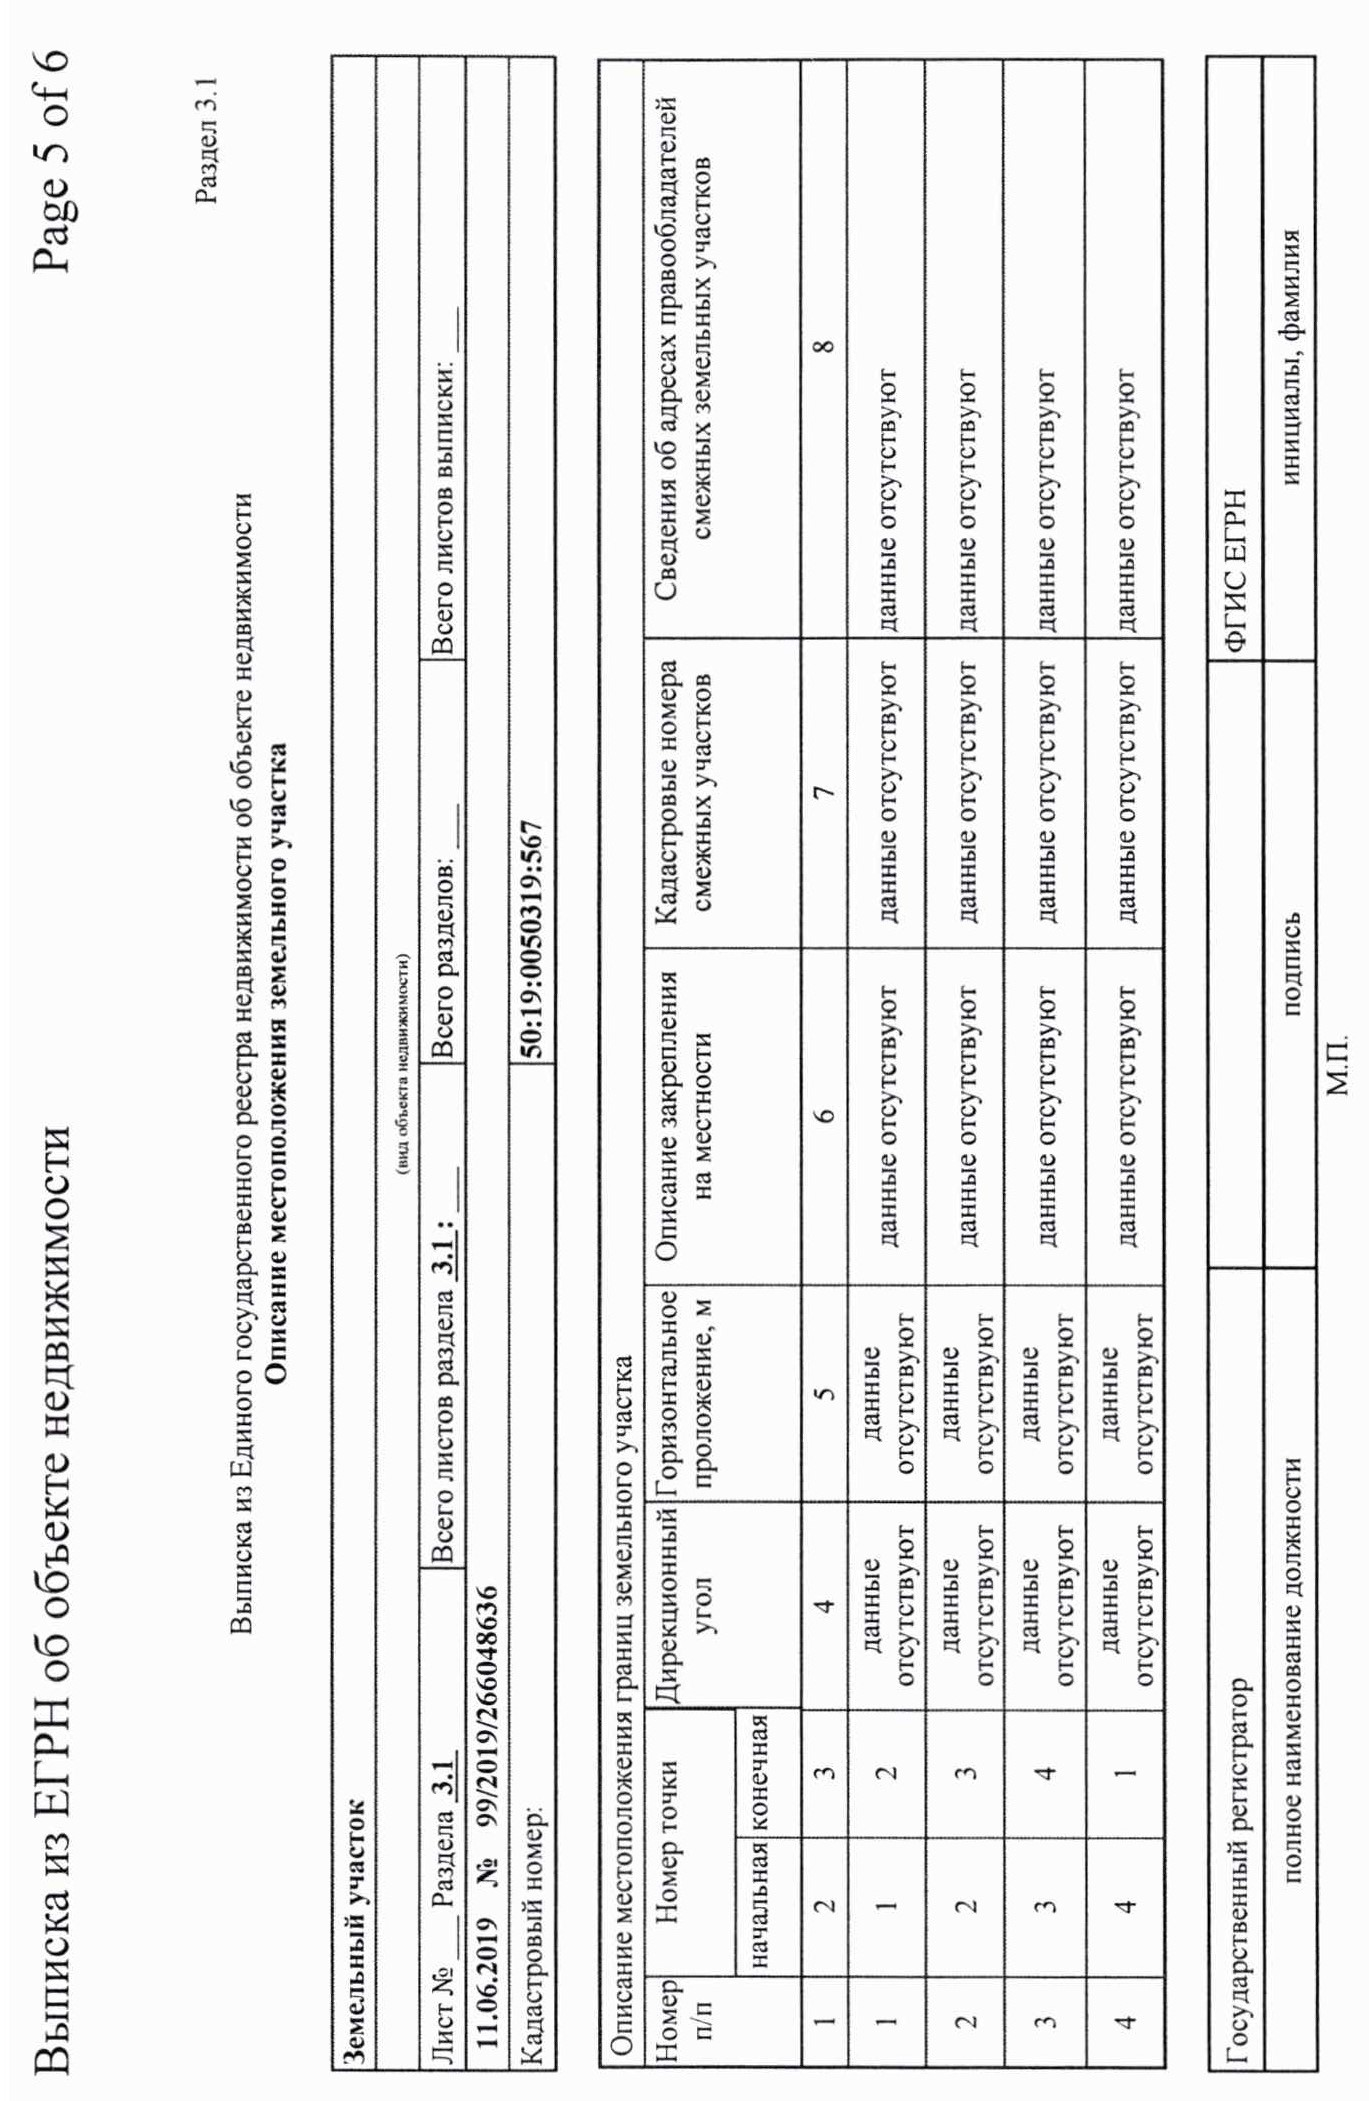 Выписка из ЕГРН об объекте недвижимости Page 5 of 6
Раздел 3.1
Выписка из Единого государственного реестра недвижимости об объекте недвижимости
Описание местоположения земельного участка
Земельный участок
(вид объекта недвижимости)
Лист № ___ Раздела 3.1 Всего листов раздела 3.1 : ___ Всего разделов: ___ Всего листов выписки: ___
11.06.2019 № 99/2019/266048636
Кадастровый номер: 50:19:0050319:567
Описание местоположения границ земельного участка
Номер Номер точки Дирекционный Горизонтальное Описание закрепления Кадастровые номера Сведения об адресах правообладателей
п/п угол проложение, м на местности смежных участков смежных земельных участков
начальная конечная
1 2 3 4 5 6 7 8
1 1 2 данные данные данные отсутствуют данные отсутствуют данные отсутствуют
отсутствуют отсутствуют
2 2 3 данные данные данные отсутствуют данные отсутствуют данные отсутствуют
отсутствуют отсутствуют
3 3 4 данные данные данные отсутствуют данные отсутствуют данные отсутствуют
отсутствуют отсутствуют
4 4 1 данные данные данные отсутствуют данные отсутствуют данные отсутствуют
отсутствуют отсутствуют
Государственный регистратор ФГИС ЕГРН
полное наименование должности подпись инициалы, фамилия
М.П.